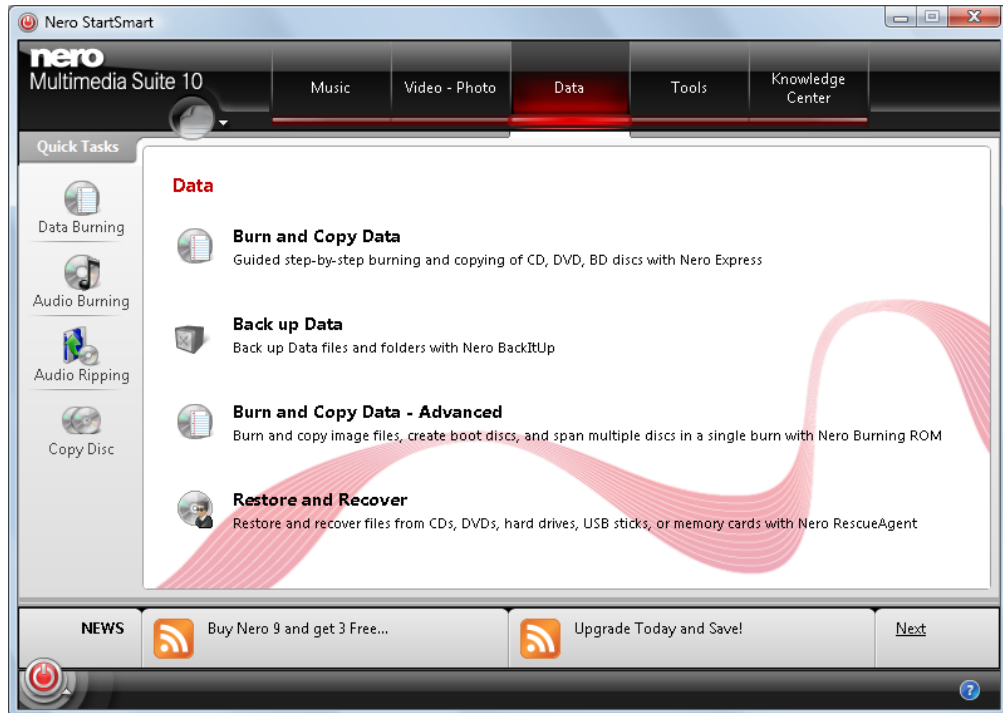 Nero StartSmart
nero
Multimedia Suite 10
Music
Video - Photo
Data
Tools
Knowledge
Center
Quick Tasks
Data Burning
Audio Burning
Audio Ripping
Copy Disc
Data
Burn and Copy Data
Guided step-by-step burning and copying of CD, DVD, BD discs with Nero Express
Back up Data
Back up Data files and folders with Nero BackItUp
Burn and Copy Data - Advanced
Burn and copy image files, create boot discs, and span multiple discs in a single burn with Nero Burning ROM
Restore and Recover
Restore and recover files from CDs, DVDs, hard drives, USB sticks, or memory cards with Nero RescueAgent
NEWS
Buy Nero 9 and get 3 Free...
Upgrade Today and Save!
Next
?